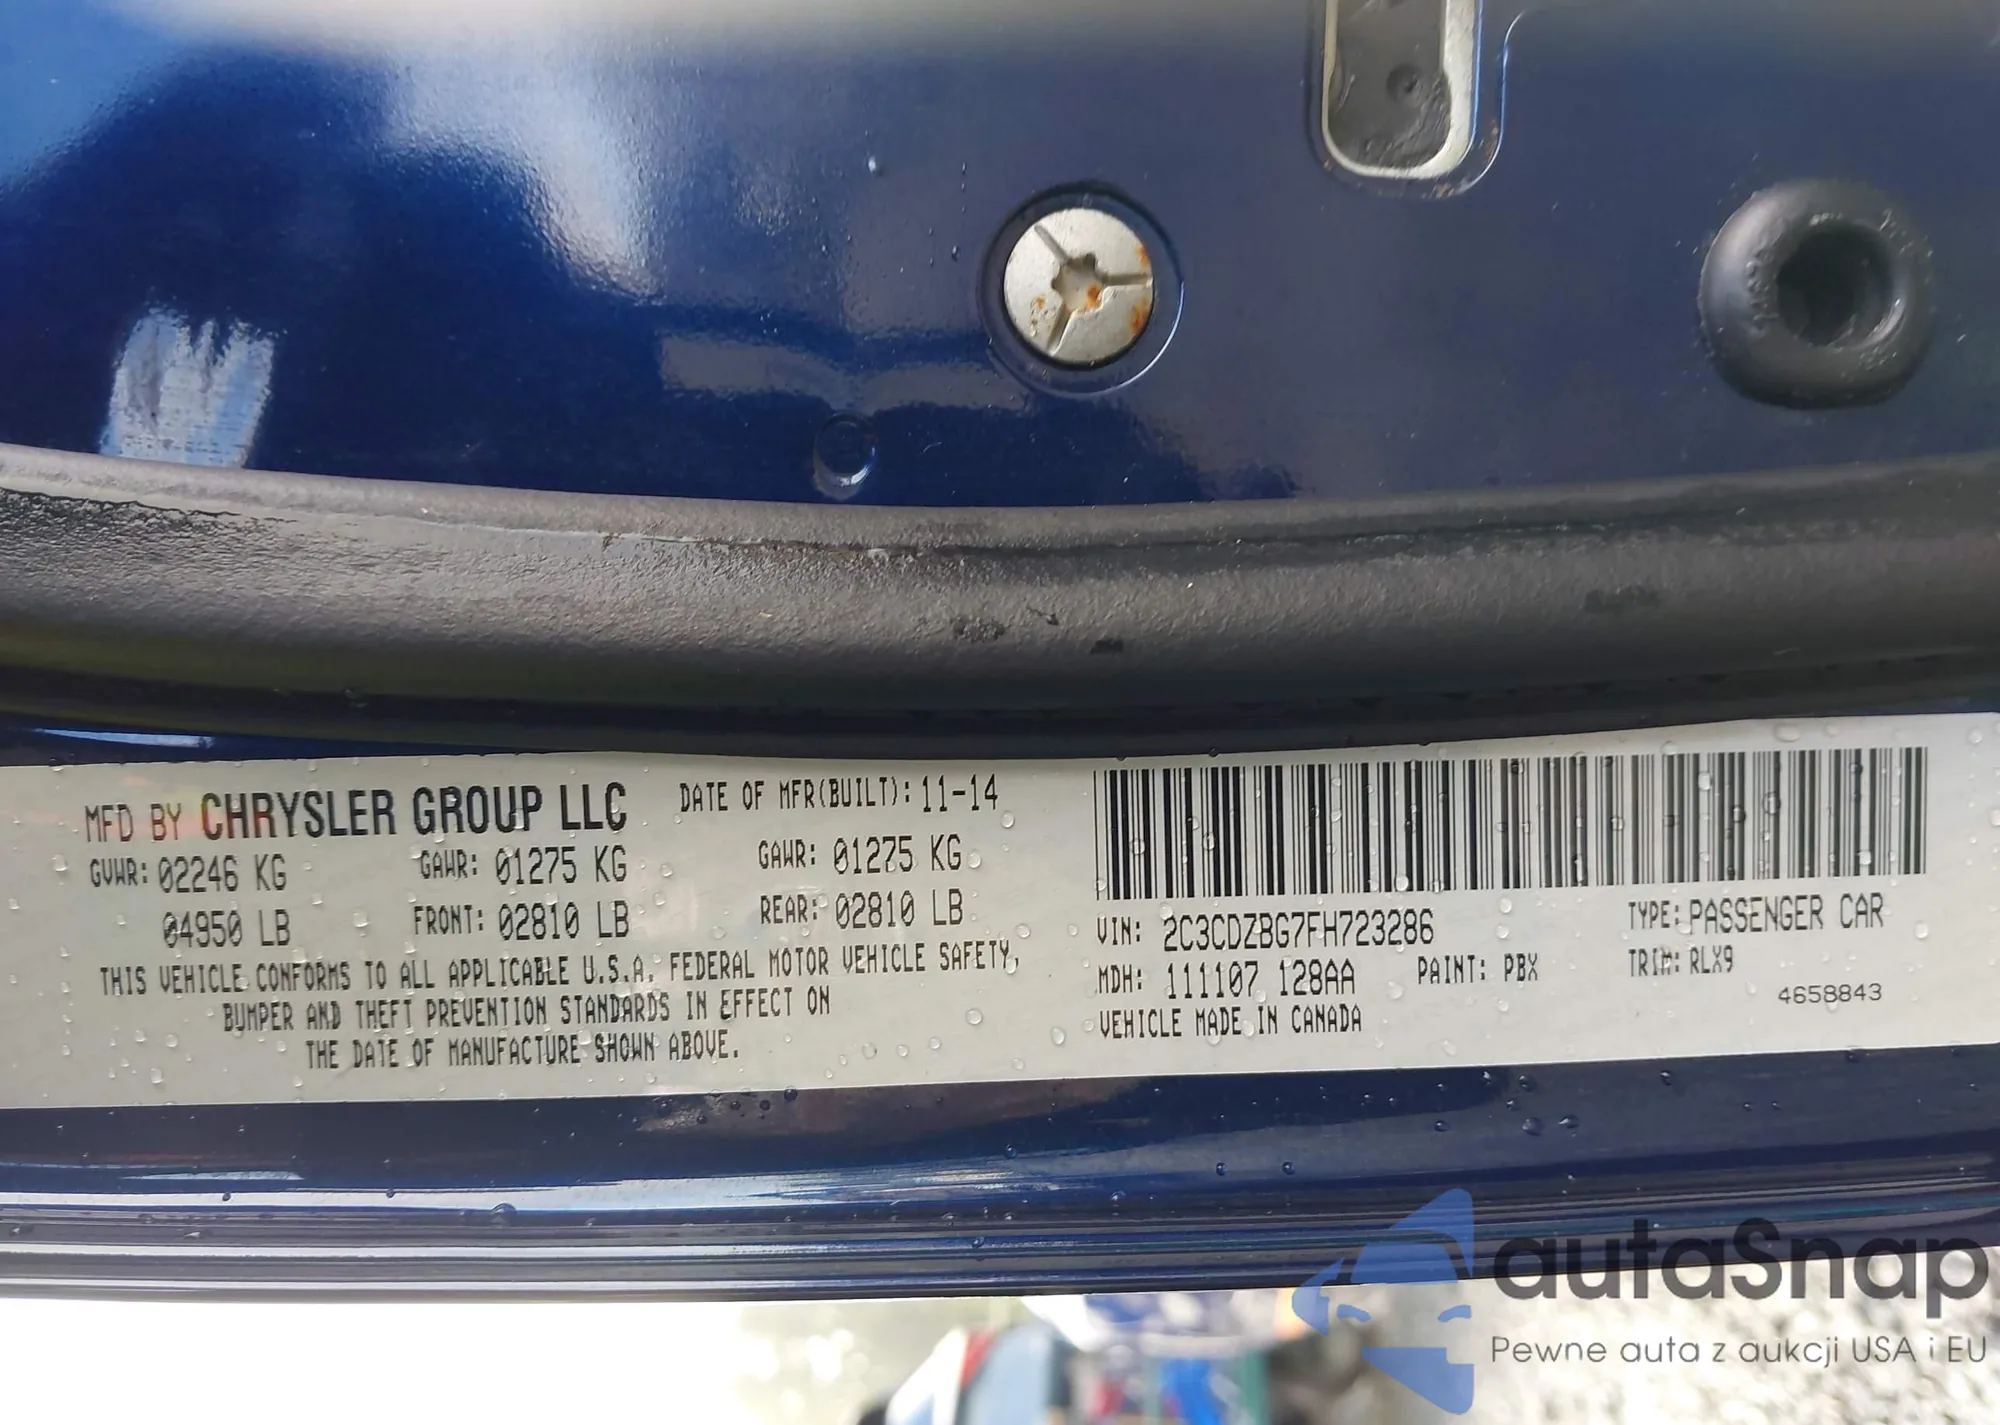 MFD BY CHRYSLER GROUP LLC DATE OF MFR(BUILT): 11-14
GVWR: 02246 KG GAWR: 01275 KG GAWR: 01275 KG
04950 LB FRONT: 02810 LB REAR: 02810 LB
THIS VEHICLE CONFORMS TO ALL APPLICABLE U.S.A. FEDERAL MOTOR VEHICLE SAFETY,
BUMPER AND THEFT PREVENTION STANDARDS IN EFFECT ON
THE DATE OF MANUFACTURE SHOWN ABOVE.
VIN: 2C3CDZBG7FH723286 TYPE: PASSENGER CAR
MDH: 111107 128AA PAINT: PBX TRIM: RLX9
VEHICLE MADE IN CANADA 4658843
autaSnap
Pewne auta z aukcji USA i EU